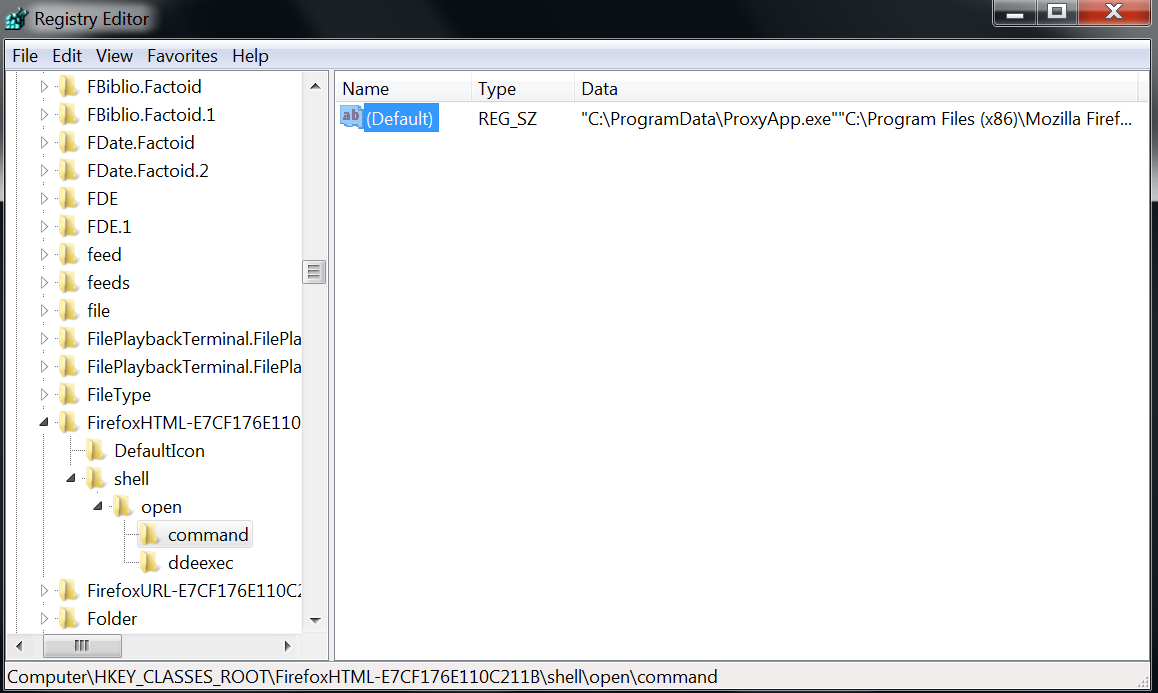 Registry Editor
File Edit View Favorites Help
FBiblio.Factoid
FBiblio.Factoid.1
FDate.Factoid
FDate.Factoid.2
FDE
FDE.1
feed
feeds
file
FilePlaybackTerminal.FilePla
FilePlaybackTerminal.FilePla
FileType
FirefoxHTML-E7CF176E110
DefaultIcon
shell
open
command
ddeexec
FirefoxURL-E7CF176E110C2
Folder
Name Type Data
ab (Default) REG_SZ "C:\ProgramData\ProxyApp.exe""C:\Program Files (x86)\Mozilla Firef...
Computer\HKEY_CLASSES_ROOT\FirefoxHTML-E7CF176E110C211B\shell\open\command